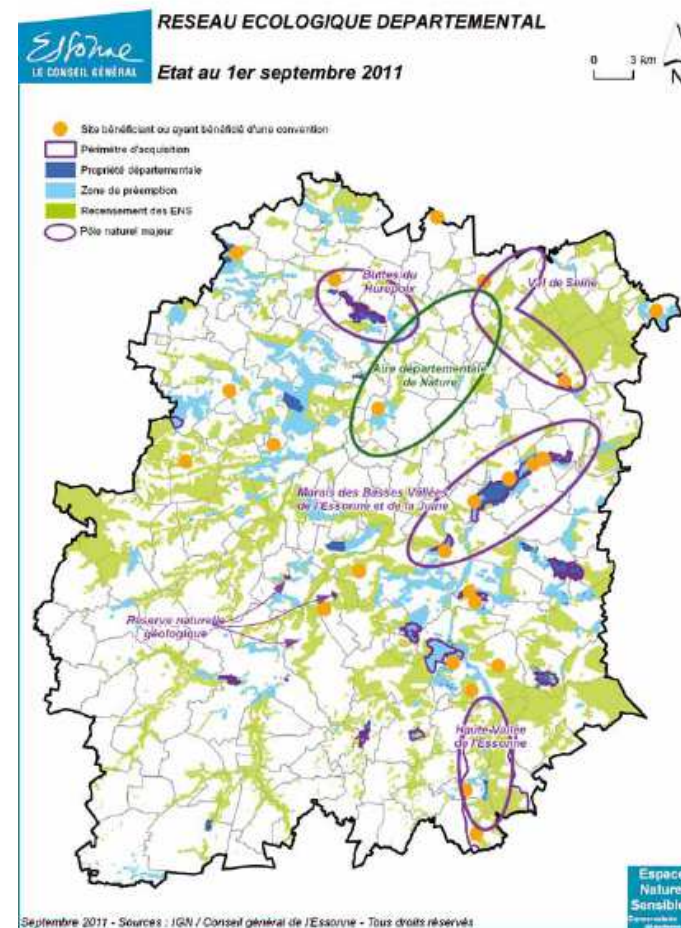 RESEAU ECOLOGIQUE DEPARTEMENTAL
Essonne
LE CONSEIL GÉNÉRAL
Etat au 1er septembre 2011
0 3 km
N
Site bénéficiant ou ayant bénéficié d'une convention
Périmètre d'acquisition
Propriété départementale
Zone de préemption
Recensement des ENS
Pôle naturel majeur
Buttes du
Hurepoix
Val de Seine
Aire départementale
de Nature
Marais des Basses Vallées
de l'Essonne et de la Juine
Réserve naturelle
géologique
Haute Vallée
de l'Essonne
Espace
Nature
Sensible
Septembre 2011 - Sources : IGN / Conseil général de l'Essonne - Tous droits réservés